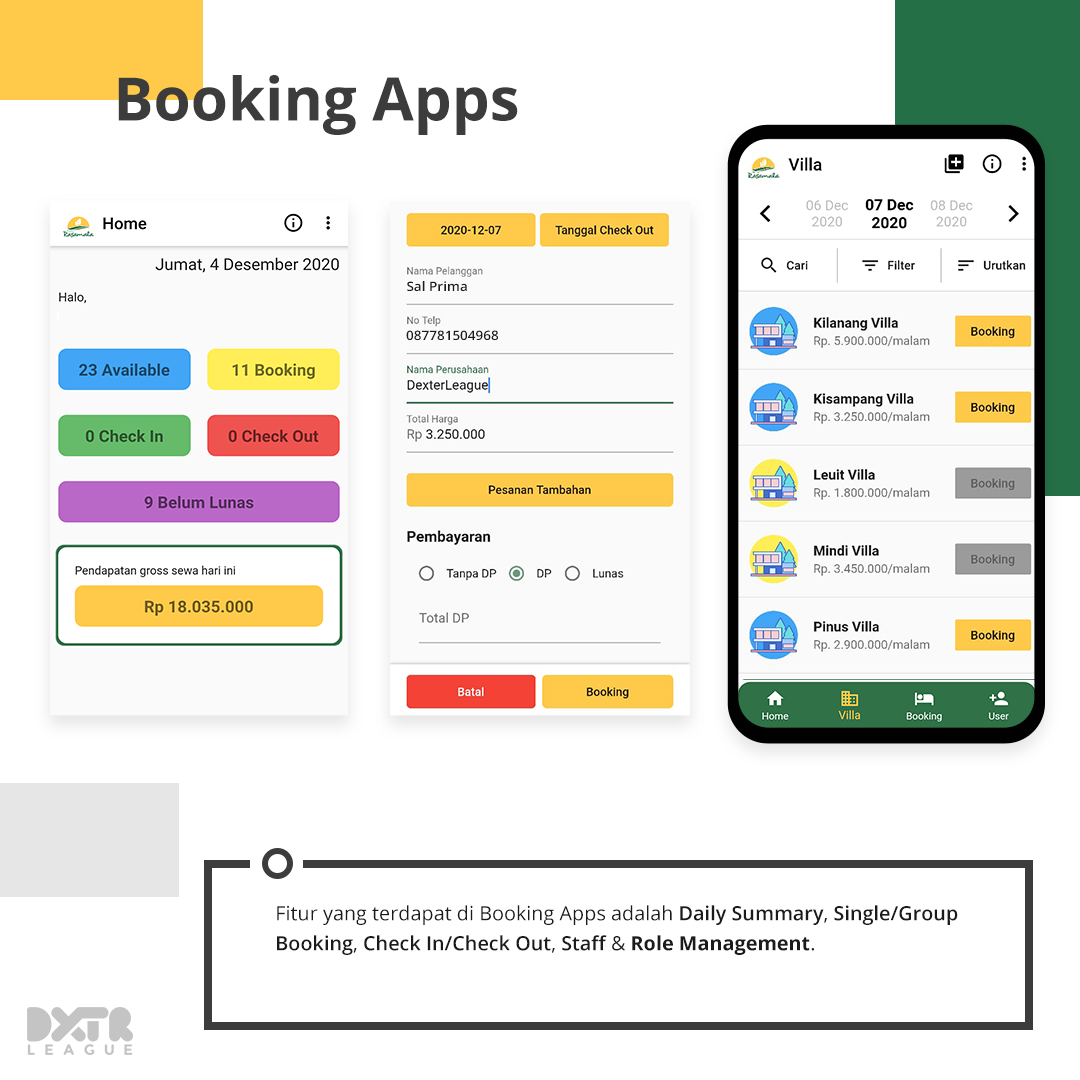 Booking Apps
Rasamala
Home
Jumat, 4 Desember 2020
Halo,
23 Available
11 Booking
0 Check In
0 Check Out
9 Belum Lunas
Pendapatan gross sewa hari ini
Rp 18.035.000
2020-12-07
Tanggal Check Out
Nama Pelanggan
Sal Prima
No Telp
087781504968
Nama Perusahaan
DexterLeague
Total Harga
Rp 3.250.000
Pesanan Tambahan
Pembayaran
Tanpa DP
DP
Lunas
Total DP
Batal
Booking
Rasamala
Villa
06 Dec
2020
07 Dec
2020
08 Dec
2020
Cari
Filter
Urutkan
Kilanang Villa
Rp. 5.900.000/malam
Booking
Kisampang Villa
Rp. 3.250.000/malam
Booking
Leuit Villa
Rp. 1.800.000/malam
Booking
Mindi Villa
Rp. 3.450.000/malam
Booking
Pinus Villa
Rp. 2.900.000/malam
Booking
Home
Villa
Booking
User
Fitur yang terdapat di Booking Apps adalah Daily Summary, Single/Group
Booking, Check In/Check Out, Staff & Role Management.
DXTR
LEAGUE